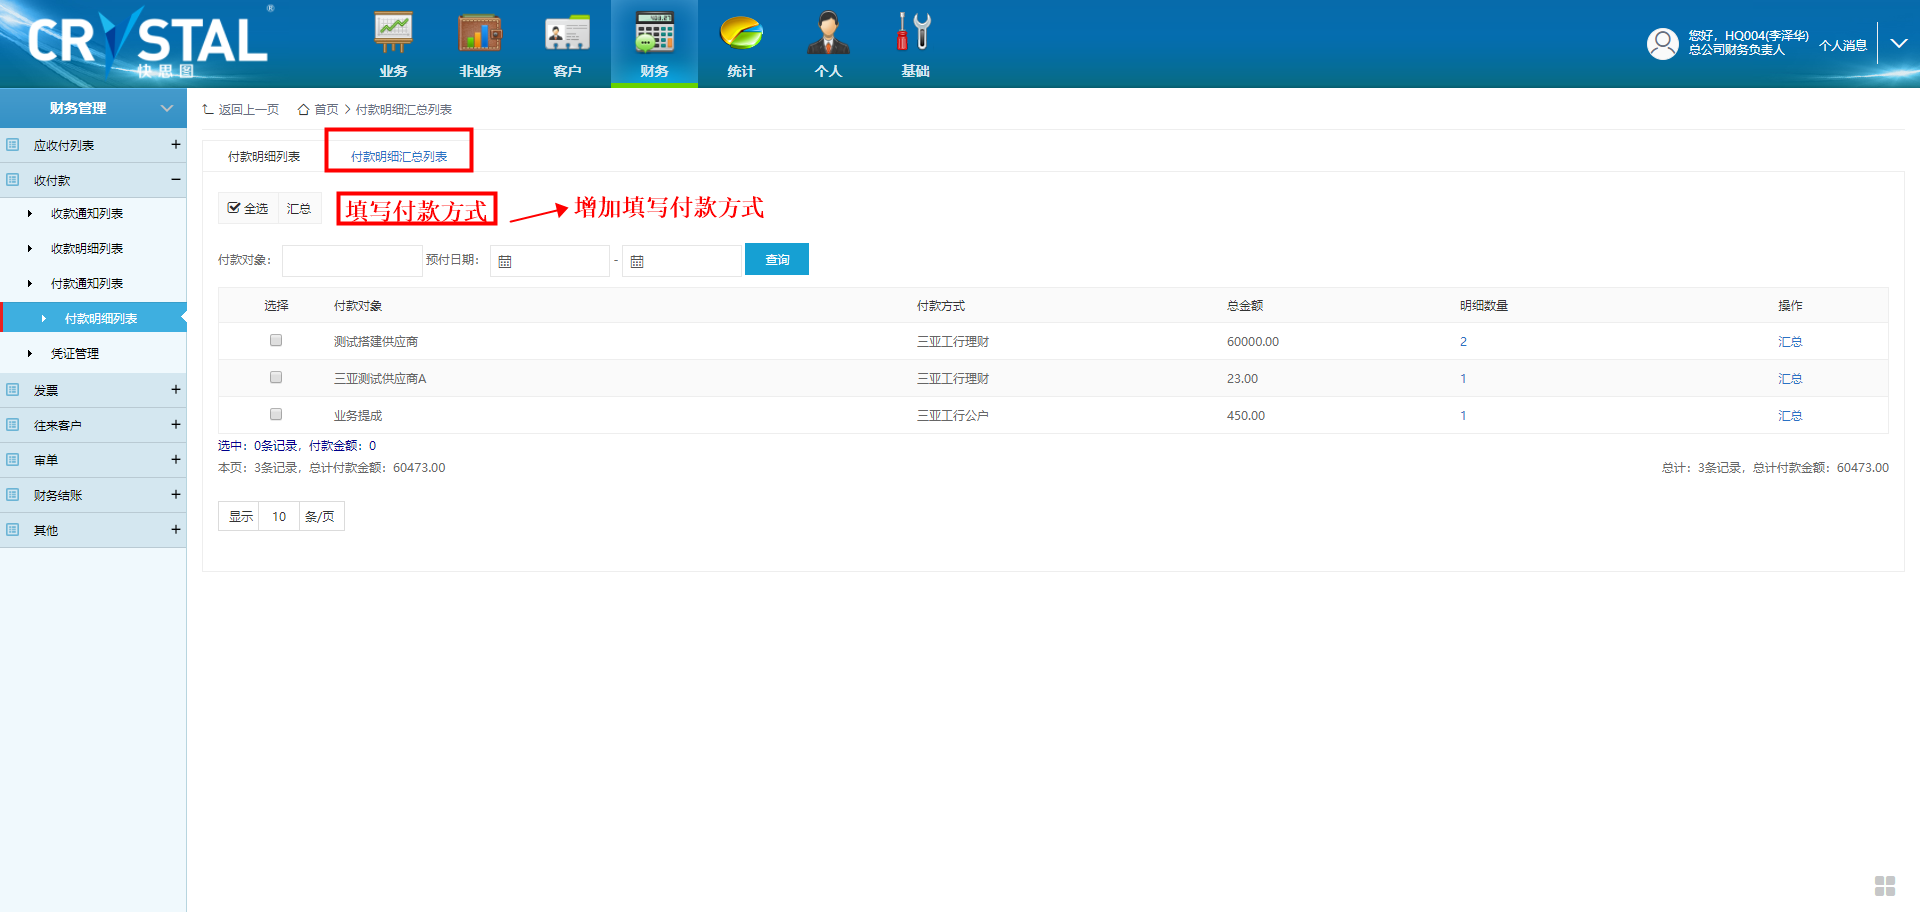 CRYSTAL
®
快思图
业务
非业务
客户
财务
统计
个人
基础
您好，HQ004(李泽华)
总公司财务负责人
个人消息
财务管理
应收付列表 +
收付款 −
收款通知列表
收款明细列表
付款通知列表
付款明细列表
凭证管理
发票 +
往来客户 +
审单 +
财务结账 +
其他 +
返回上一页 首页 > 付款明细汇总列表
付款明细列表 付款明细汇总列表
全选 汇总 填写付款方式 增加填写付款方式
付款对象： 预付日期： - 查询
选择 付款对象 付款方式 总金额 明细数量 操作
测试搭建供应商 三亚工行理财 60000.00 2 汇总
三亚测试供应商A 三亚工行理财 23.00 1 汇总
业务提成 三亚工行公户 450.00 1 汇总
选中：0条记录，付款金额：0
本页：3条记录，总计付款金额：60473.00 总计：3条记录，总计付款金额：60473.00
显示 10 条/页